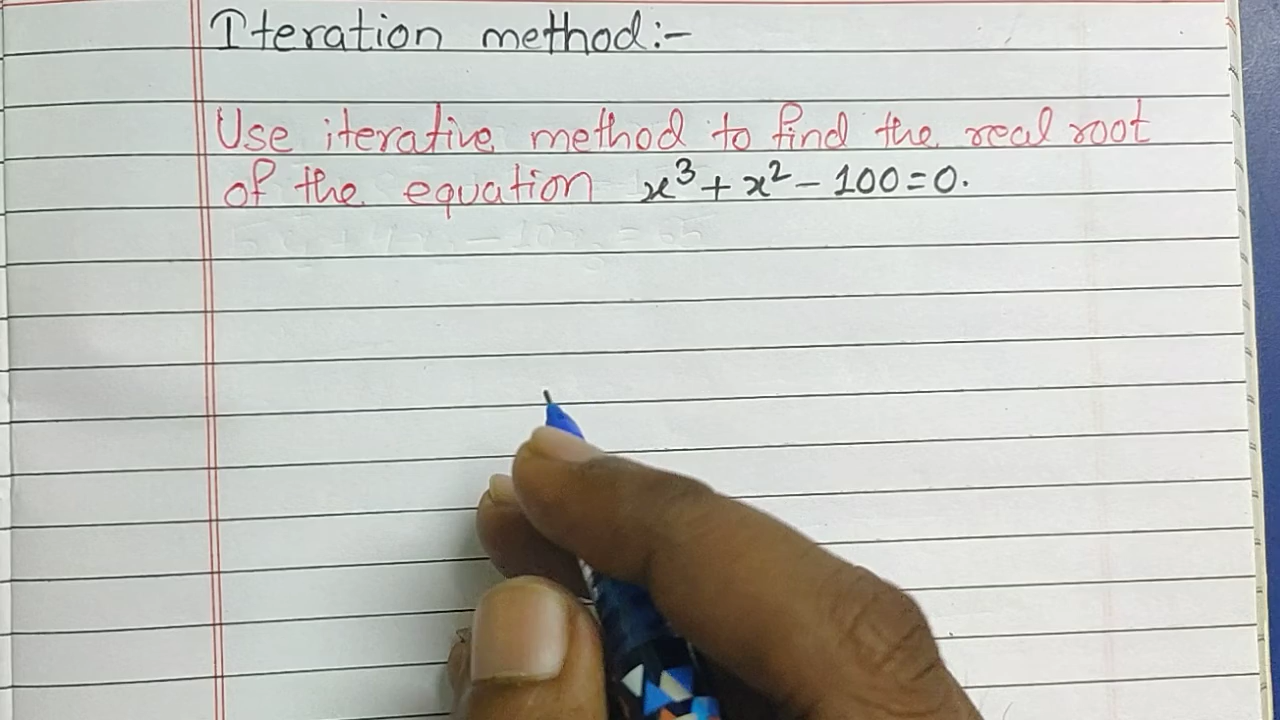 Iteration method:-
Use iterative method to find the real root
of the equation x³ + x² - 100 = 0.